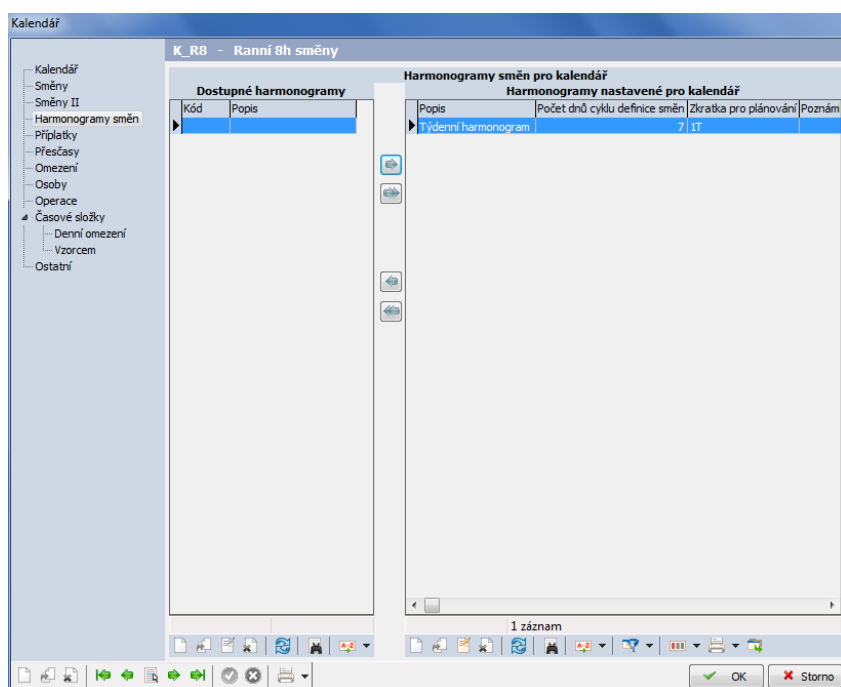 Kalendář
K_R8 - Ranní 8h směny
Kalendář
Směny
Směny II
Harmonogramy směn
Příplatky
Přesčasy
Omezení
Osoby
Operace
Časové složky
Denní omezení
Vzorcem
Ostatní
Harmonogramy směn pro kalendář
Dostupné harmonogramy
Kód Popis
Harmonogramy nastavené pro kalendář
Popis Počet dnů cyklu definice směn Zkratka pro plánování Poznám
Týdenní harmonogram 7 1T
1 záznam
A-Z
A-Z
OK Storno